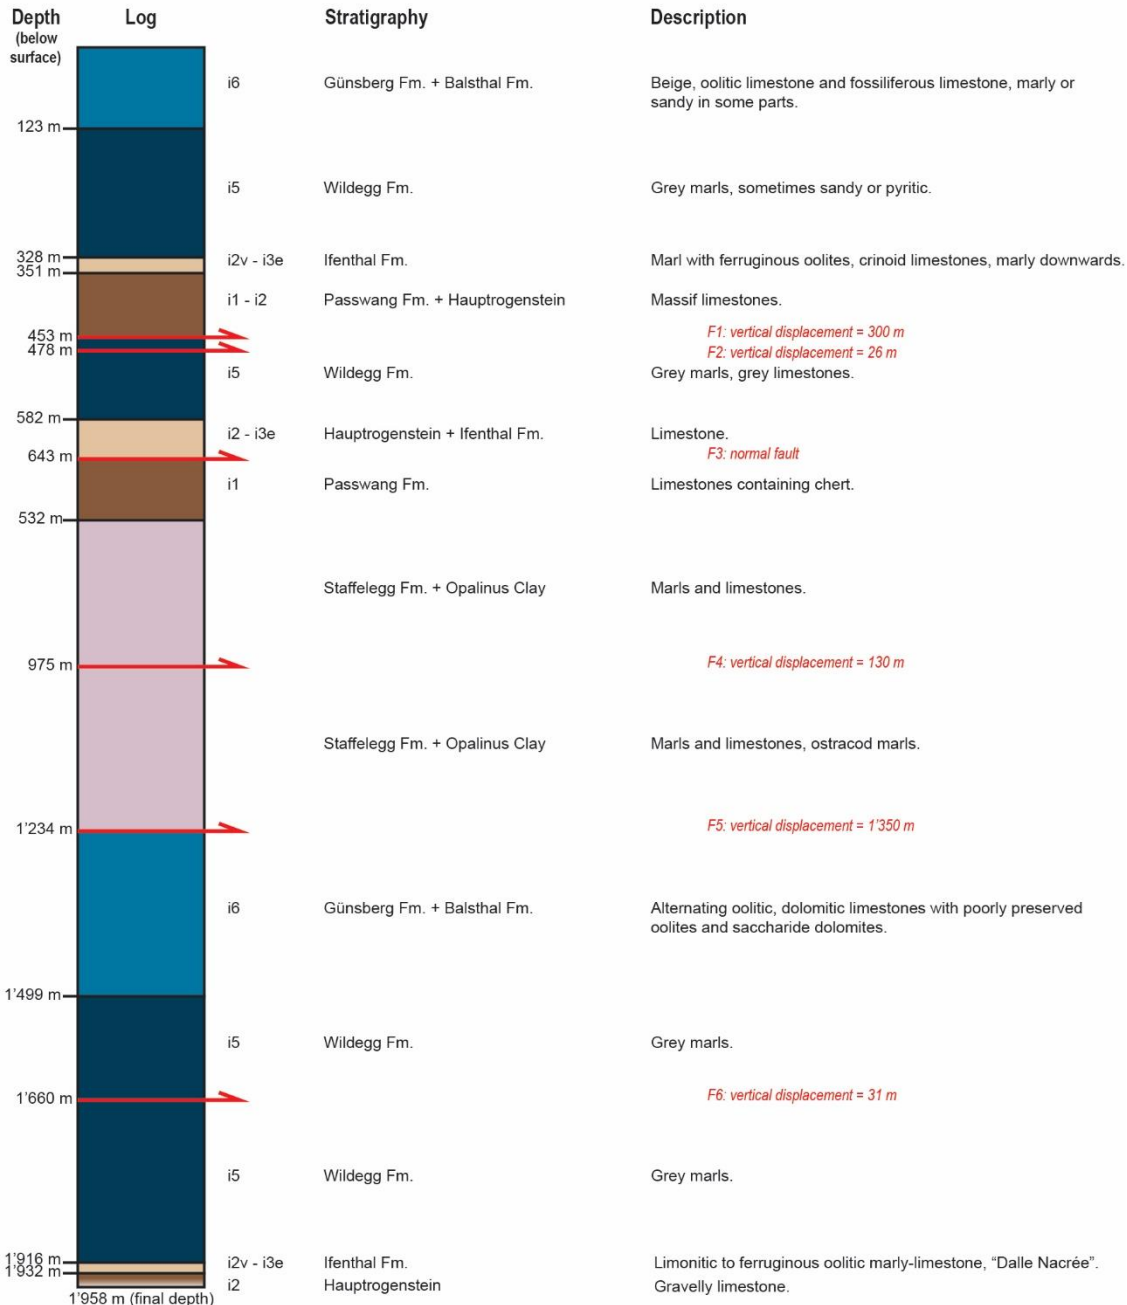 Depth Log Stratigraphy Description
(below
surface)
i6 Günsberg Fm. + Balsthal Fm. Beige, oolitic limestone and fossiliferous limestone, marly or
sandy in some parts.
123 m
i5 Wildegg Fm. Grey marls, sometimes sandy or pyritic.
328 m i2v - i3e Ifenthal Fm. Marl with ferruginous oolites, crinoid limestones, marly downwards.
351 m
i1 - i2 Passwang Fm. + Hauptrogenstein Massif limestones.
453 m F1: vertical displacement = 300 m
478 m F2: vertical displacement = 26 m
i5 Wildegg Fm. Grey marls, grey limestones.
582 m
i2 - i3e Hauptrogenstein + Ifenthal Fm. Limestone.
643 m F3: normal fault
i1 Passwang Fm. Limestones containing chert.
532 m
Staffelegg Fm. + Opalinus Clay Marls and limestones.
975 m F4: vertical displacement = 130 m
Staffelegg Fm. + Opalinus Clay Marls and limestones, ostracod marls.
1'234 m F5: vertical displacement = 1'350 m
i6 Günsberg Fm. + Balsthal Fm. Alternating oolitic, dolomitic limestones with poorly preserved
oolites and saccharide dolomites.
1'499 m
i5 Wildegg Fm. Grey marls.
1'660 m F6: vertical displacement = 31 m
i5 Wildegg Fm. Grey marls.
1'916 m i2v - i3e Ifenthal Fm. Limonitic to ferruginous oolitic marly-limestone, “Dalle Nacrée”.
1'932 m
i2 Hauptrogenstein Gravelly limestone.
1'958 m (final depth)